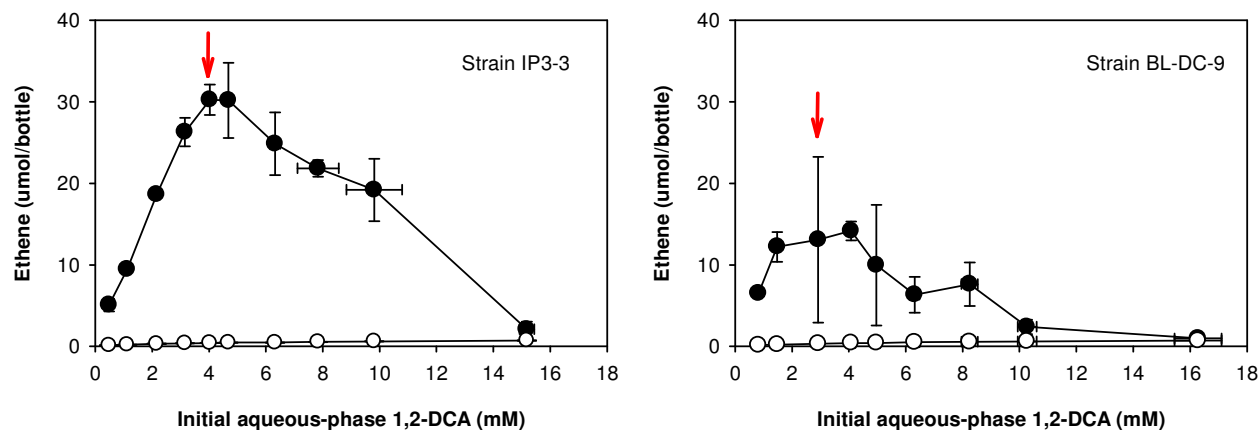 40
30
20
10
0
Ethene (umol/bottle)
Strain IP3-3
0 2 4 6 8 10 12 14 16 18
Initial aqueous-phase 1,2-DCA (mM)
40
30
20
10
0
Ethene (umol/bottle)
Strain BL-DC-9
0 2 4 6 8 10 12 14 16 18
Initial aqueous-phase 1,2-DCA (mM)